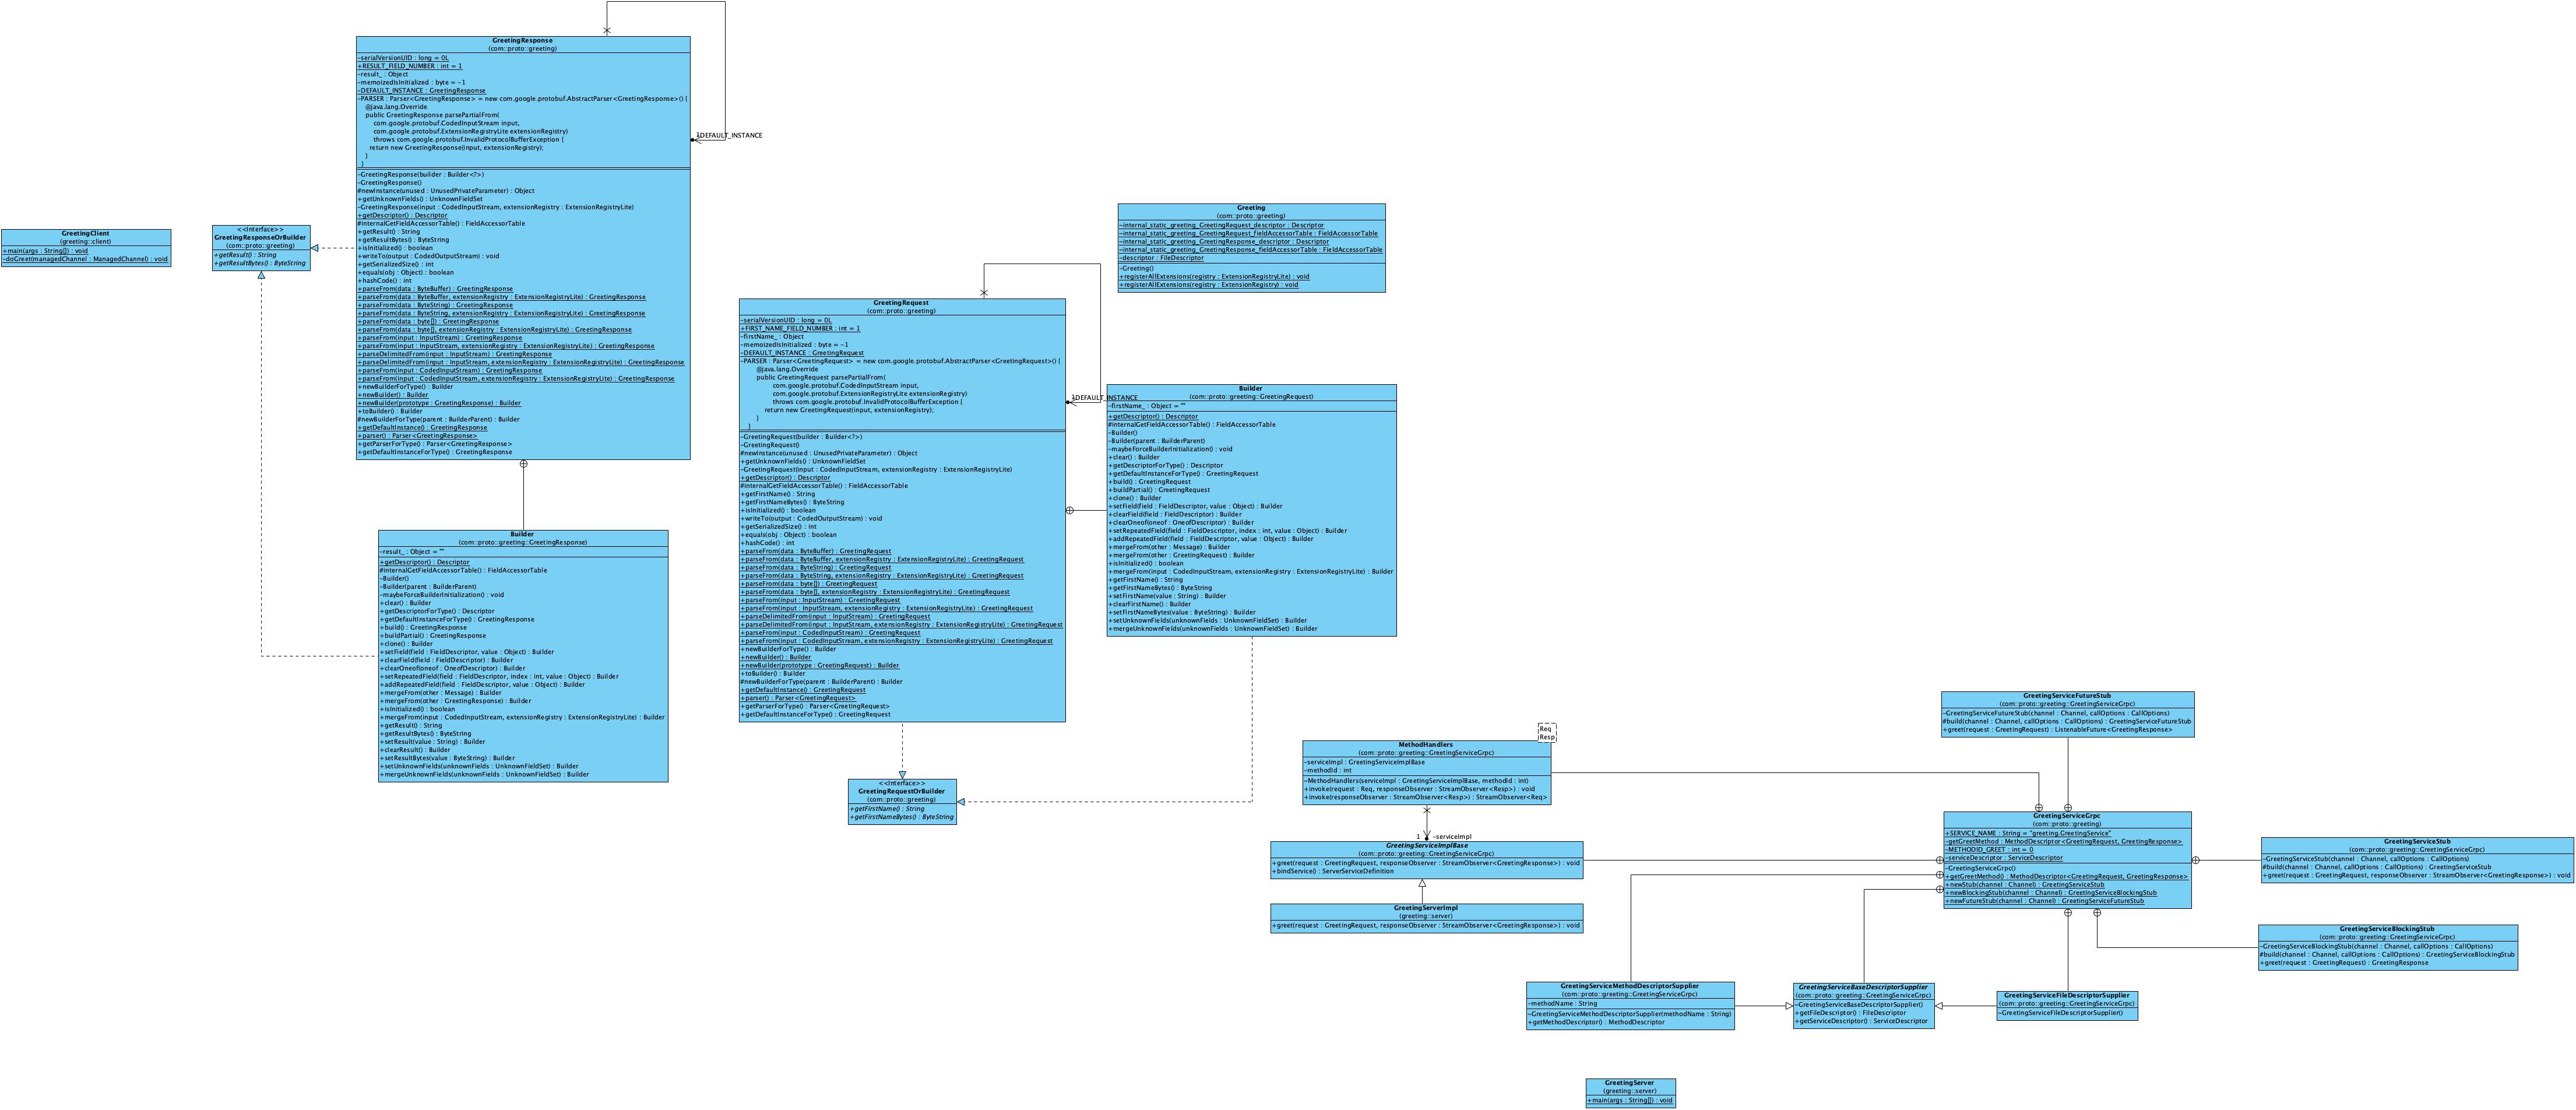 GreetingResponse
(com::proto::greeting)
-serialVersionUID : long = 0L
+RESULT_FIELD_NUMBER : int = 1
-result_ : Object
-memoizedIsInitialized : byte = -1
-DEFAULT_INSTANCE : GreetingResponse
-PARSER : Parser<GreetingResponse> = new com.google.protobuf.AbstractParser<GreetingResponse>() {
@java.lang.Override
public GreetingResponse parsePartialFrom(
com.google.protobuf.CodedInputStream input,
com.google.protobuf.ExtensionRegistryLite extensionRegistry)
throws com.google.protobuf.InvalidProtocolBufferException {
return new GreetingResponse(input, extensionRegistry);
}
}
-GreetingResponse(builder : Builder<?>)
-GreetingResponse()
#newInstance(unused : UnusedPrivateParameter) : Object
+getUnknownFields() : UnknownFieldSet
-GreetingResponse(input : CodedInputStream, extensionRegistry : ExtensionRegistryLite)
+getDescriptor() : Descriptor
#internalGetFieldAccessorTable() : FieldAccessorTable
+getResult() : String
+getResultBytes() : ByteString
+isInitialized() : boolean
+writeTo(output : CodedOutputStream) : void
+getSerializedSize() : int
+equals(obj : Object) : boolean
+hashCode() : int
+parseFrom(data : ByteBuffer) : GreetingResponse
+parseFrom(data : ByteBuffer, extensionRegistry : ExtensionRegistryLite) : GreetingResponse
+parseFrom(data : ByteString) : GreetingResponse
+parseFrom(data : ByteString, extensionRegistry : ExtensionRegistryLite) : GreetingResponse
+parseFrom(data : byte[]) : GreetingResponse
+parseFrom(data : byte[], extensionRegistry : ExtensionRegistryLite) : GreetingResponse
+parseFrom(input : InputStream) : GreetingResponse
+parseFrom(input : InputStream, extensionRegistry : ExtensionRegistryLite) : GreetingResponse
+parseDelimitedFrom(input : InputStream) : GreetingResponse
+parseDelimitedFrom(input : InputStream, extensionRegistry : ExtensionRegistryLite) : GreetingResponse
+parseFrom(input : CodedInputStream) : GreetingResponse
+parseFrom(input : CodedInputStream, extensionRegistry : ExtensionRegistryLite) : GreetingResponse
+newBuilderForType() : Builder
+newBuilder() : Builder
+newBuilder(prototype : GreetingResponse) : Builder
+toBuilder() : Builder
#newBuilderForType(parent : BuilderParent) : Builder
+getDefaultInstance() : GreetingResponse
+parser() : Parser<GreetingResponse>
+getParserForType() : Parser<GreetingResponse>
+getDefaultInstanceForType() : GreetingResponse
1
-DEFAULT_INSTANCE
GreetingClient
(greeting::client)
+main(args : String[]) : void
-doGreet(managedChannel : ManagedChannel) : void
<<Interface>>
GreetingResponseOrBuilder
(com::proto::greeting)
+getResult() : String
+getResultBytes() : ByteString
Builder
(com::proto::greeting::GreetingResponse)
-result_ : Object = ""
+getDescriptor() : Descriptor
#internalGetFieldAccessorTable() : FieldAccessorTable
-Builder()
-Builder(parent : BuilderParent)
-maybeForceBuilderInitialization() : void
+clear() : Builder
+getDescriptorForType() : Descriptor
+getDefaultInstanceForType() : GreetingResponse
+build() : GreetingResponse
+buildPartial() : GreetingResponse
+clone() : Builder
+setField(field : FieldDescriptor, value : Object) : Builder
+clearField(field : FieldDescriptor) : Builder
+clearOneof(oneof : OneofDescriptor) : Builder
+setRepeatedField(field : FieldDescriptor, index : int, value : Object) : Builder
+addRepeatedField(field : FieldDescriptor, value : Object) : Builder
+mergeFrom(other : Message) : Builder
+mergeFrom(other : GreetingResponse) : Builder
+isInitialized() : boolean
+mergeFrom(input : CodedInputStream, extensionRegistry : ExtensionRegistryLite) : Builder
+getResult() : String
+getResultBytes() : ByteString
+setResult(value : String) : Builder
+clearResult() : Builder
+setResultBytes(value : ByteString) : Builder
+setUnknownFields(unknownFields : UnknownFieldSet) : Builder
+mergeUnknownFields(unknownFields : UnknownFieldSet) : Builder
GreetingRequest
(com::proto::greeting)
-serialVersionUID : long = 0L
+FIRST_NAME_FIELD_NUMBER : int = 1
-firstName_ : Object
-memoizedIsInitialized : byte = -1
-DEFAULT_INSTANCE : GreetingRequest
-PARSER : Parser<GreetingRequest> = new com.google.protobuf.AbstractParser<GreetingRequest>() {
@java.lang.Override
public GreetingRequest parsePartialFrom(
com.google.protobuf.CodedInputStream input,
com.google.protobuf.ExtensionRegistryLite extensionRegistry)
throws com.google.protobuf.InvalidProtocolBufferException {
return new GreetingRequest(input, extensionRegistry);
}
}
-GreetingRequest(builder : Builder<?>)
-GreetingRequest()
#newInstance(unused : UnusedPrivateParameter) : Object
+getUnknownFields() : UnknownFieldSet
-GreetingRequest(input : CodedInputStream, extensionRegistry : ExtensionRegistryLite)
+getDescriptor() : Descriptor
#internalGetFieldAccessorTable() : FieldAccessorTable
+getFirstName() : String
+getFirstNameBytes() : ByteString
+isInitialized() : boolean
+writeTo(output : CodedOutputStream) : void
+getSerializedSize() : int
+equals(obj : Object) : boolean
+hashCode() : int
+parseFrom(data : ByteBuffer) : GreetingRequest
+parseFrom(data : ByteBuffer, extensionRegistry : ExtensionRegistryLite) : GreetingRequest
+parseFrom(data : ByteString) : GreetingRequest
+parseFrom(data : ByteString, extensionRegistry : ExtensionRegistryLite) : GreetingRequest
+parseFrom(data : byte[]) : GreetingRequest
+parseFrom(data : byte[], extensionRegistry : ExtensionRegistryLite) : GreetingRequest
+parseFrom(input : InputStream) : GreetingRequest
+parseFrom(input : InputStream, extensionRegistry : ExtensionRegistryLite) : GreetingRequest
+parseDelimitedFrom(input : InputStream) : GreetingRequest
+parseDelimitedFrom(input : InputStream, extensionRegistry : ExtensionRegistryLite) : GreetingRequest
+parseFrom(input : CodedInputStream) : GreetingRequest
+parseFrom(input : CodedInputStream, extensionRegistry : ExtensionRegistryLite) : GreetingRequest
+newBuilderForType() : Builder
+newBuilder() : Builder
+newBuilder(prototype : GreetingRequest) : Builder
+toBuilder() : Builder
#newBuilderForType(parent : BuilderParent) : Builder
+getDefaultInstance() : GreetingRequest
+parser() : Parser<GreetingRequest>
+getParserForType() : Parser<GreetingRequest>
+getDefaultInstanceForType() : GreetingRequest
1
-DEFAULT_INSTANCE
Greeting
(com::proto::greeting)
-internal_static_greeting_GreetingRequest_descriptor : Descriptor
-internal_static_greeting_GreetingRequest_fieldAccessorTable : FieldAccessorTable
-internal_static_greeting_GreetingResponse_descriptor : Descriptor
-internal_static_greeting_GreetingResponse_fieldAccessorTable : FieldAccessorTable
-descriptor : FileDescriptor
-Greeting()
+registerAllExtensions(registry : ExtensionRegistryLite) : void
+registerAllExtensions(registry : ExtensionRegistry) : void
Builder
(com::proto::greeting::GreetingRequest)
-firstName_ : Object = ""
+getDescriptor() : Descriptor
#internalGetFieldAccessorTable() : FieldAccessorTable
-Builder()
-Builder(parent : BuilderParent)
-maybeForceBuilderInitialization() : void
+clear() : Builder
+getDescriptorForType() : Descriptor
+getDefaultInstanceForType() : GreetingRequest
+build() : GreetingRequest
+buildPartial() : GreetingRequest
+clone() : Builder
+setField(field : FieldDescriptor, value : Object) : Builder
+clearField(field : FieldDescriptor) : Builder
+clearOneof(oneof : OneofDescriptor) : Builder
+setRepeatedField(field : FieldDescriptor, index : int, value : Object) : Builder
+addRepeatedField(field : FieldDescriptor, value : Object) : Builder
+mergeFrom(other : Message) : Builder
+mergeFrom(other : GreetingRequest) : Builder
+isInitialized() : boolean
+mergeFrom(input : CodedInputStream, extensionRegistry : ExtensionRegistryLite) : Builder
+getFirstName() : String
+getFirstNameBytes() : ByteString
+setFirstName(value : String) : Builder
+clearFirstName() : Builder
+setFirstNameBytes(value : ByteString) : Builder
+setUnknownFields(unknownFields : UnknownFieldSet) : Builder
+mergeUnknownFields(unknownFields : UnknownFieldSet) : Builder
<<Interface>>
GreetingRequestOrBuilder
(com::proto::greeting)
+getFirstName() : String
+getFirstNameBytes() : ByteString
Req
Resp
MethodHandlers
(com::proto::greeting::GreetingServiceGrpc)
-serviceImpl : GreetingServiceImplBase
-methodId : int
~MethodHandlers(serviceImpl : GreetingServiceImplBase, methodId : int)
+invoke(request : Req, responseObserver : StreamObserver<Resp>) : void
+invoke(responseObserver : StreamObserver<Resp>) : StreamObserver<Req>
1
-serviceImpl
GreetingServiceImplBase
(com::proto::greeting::GreetingServiceGrpc)
+greet(request : GreetingRequest, responseObserver : StreamObserver<GreetingResponse>) : void
+bindService() : ServerServiceDefinition
GreetingServerImpl
(greeting::server)
+greet(request : GreetingRequest, responseObserver : StreamObserver<GreetingResponse>) : void
GreetingServiceFutureStub
(com::proto::greeting::GreetingServiceGrpc)
-GreetingServiceFutureStub(channel : Channel, callOptions : CallOptions)
#build(channel : Channel, callOptions : CallOptions) : GreetingServiceFutureStub
+greet(request : GreetingRequest) : ListenableFuture<GreetingResponse>
GreetingServiceGrpc
(com::proto::greeting)
+SERVICE_NAME : String = "greeting.GreetingService"
-getGreetMethod : MethodDescriptor<GreetingRequest, GreetingResponse>
-METHODID_GREET : int = 0
-serviceDescriptor : ServiceDescriptor
-GreetingServiceGrpc()
+getGreetMethod() : MethodDescriptor<GreetingRequest, GreetingResponse>
+newStub(channel : Channel) : GreetingServiceStub
+newBlockingStub(channel : Channel) : GreetingServiceBlockingStub
+newFutureStub(channel : Channel) : GreetingServiceFutureStub
GreetingServiceStub
(com::proto::greeting::GreetingServiceGrpc)
-GreetingServiceStub(channel : Channel, callOptions : CallOptions)
#build(channel : Channel, callOptions : CallOptions) : GreetingServiceStub
+greet(request : GreetingRequest, responseObserver : StreamObserver<GreetingResponse>) : void
GreetingServiceBlockingStub
(com::proto::greeting::GreetingServiceGrpc)
-GreetingServiceBlockingStub(channel : Channel, callOptions : CallOptions)
#build(channel : Channel, callOptions : CallOptions) : GreetingServiceBlockingStub
+greet(request : GreetingRequest) : GreetingResponse
GreetingServiceMethodDescriptorSupplier
(com::proto::greeting::GreetingServiceGrpc)
-methodName : String
~GreetingServiceMethodDescriptorSupplier(methodName : String)
+getMethodDescriptor() : MethodDescriptor
GreetingServiceBaseDescriptorSupplier
(com::proto::greeting::GreetingServiceGrpc)
~GreetingServiceBaseDescriptorSupplier()
+getFileDescriptor() : FileDescriptor
+getServiceDescriptor() : ServiceDescriptor
GreetingServiceFileDescriptorSupplier
(com::proto::greeting::GreetingServiceGrpc)
~GreetingServiceFileDescriptorSupplier()
GreetingServer
(greeting::server)
+main(args : String[]) : void